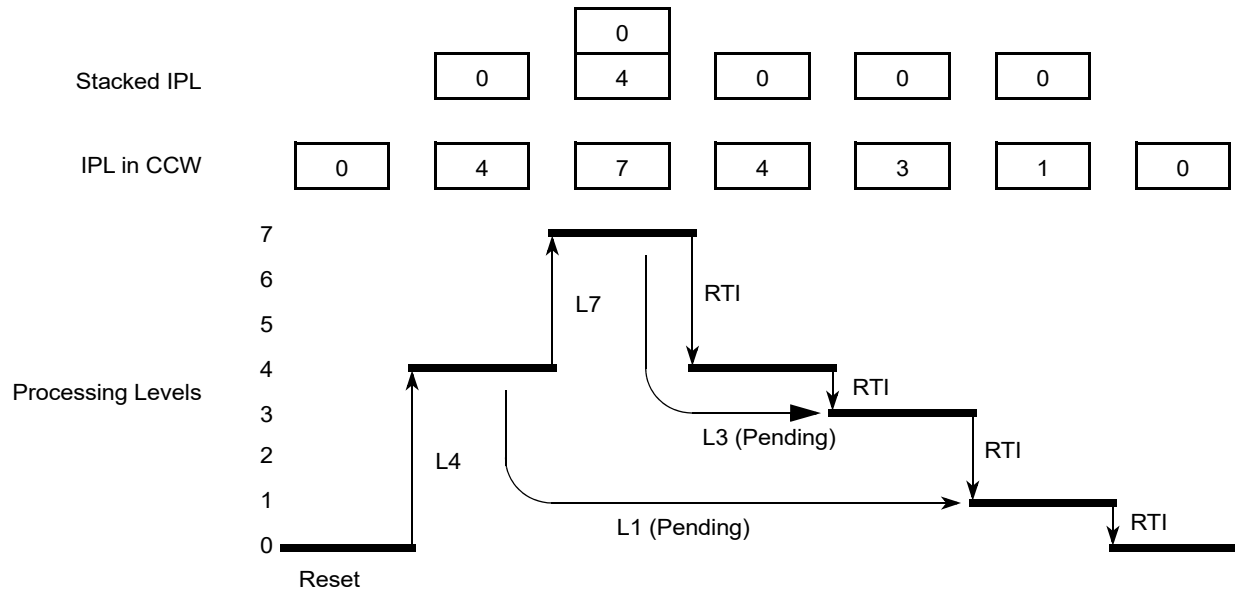 0
Stacked IPL 0 4 0 0 0
IPL in CCW 0 4 7 4 3 1 0
7
6
L7 RTI
5
4
Processing Levels
RTI
3
L3 (Pending)
RTI
2
L4
1
L1 (Pending)
RTI
0
Reset